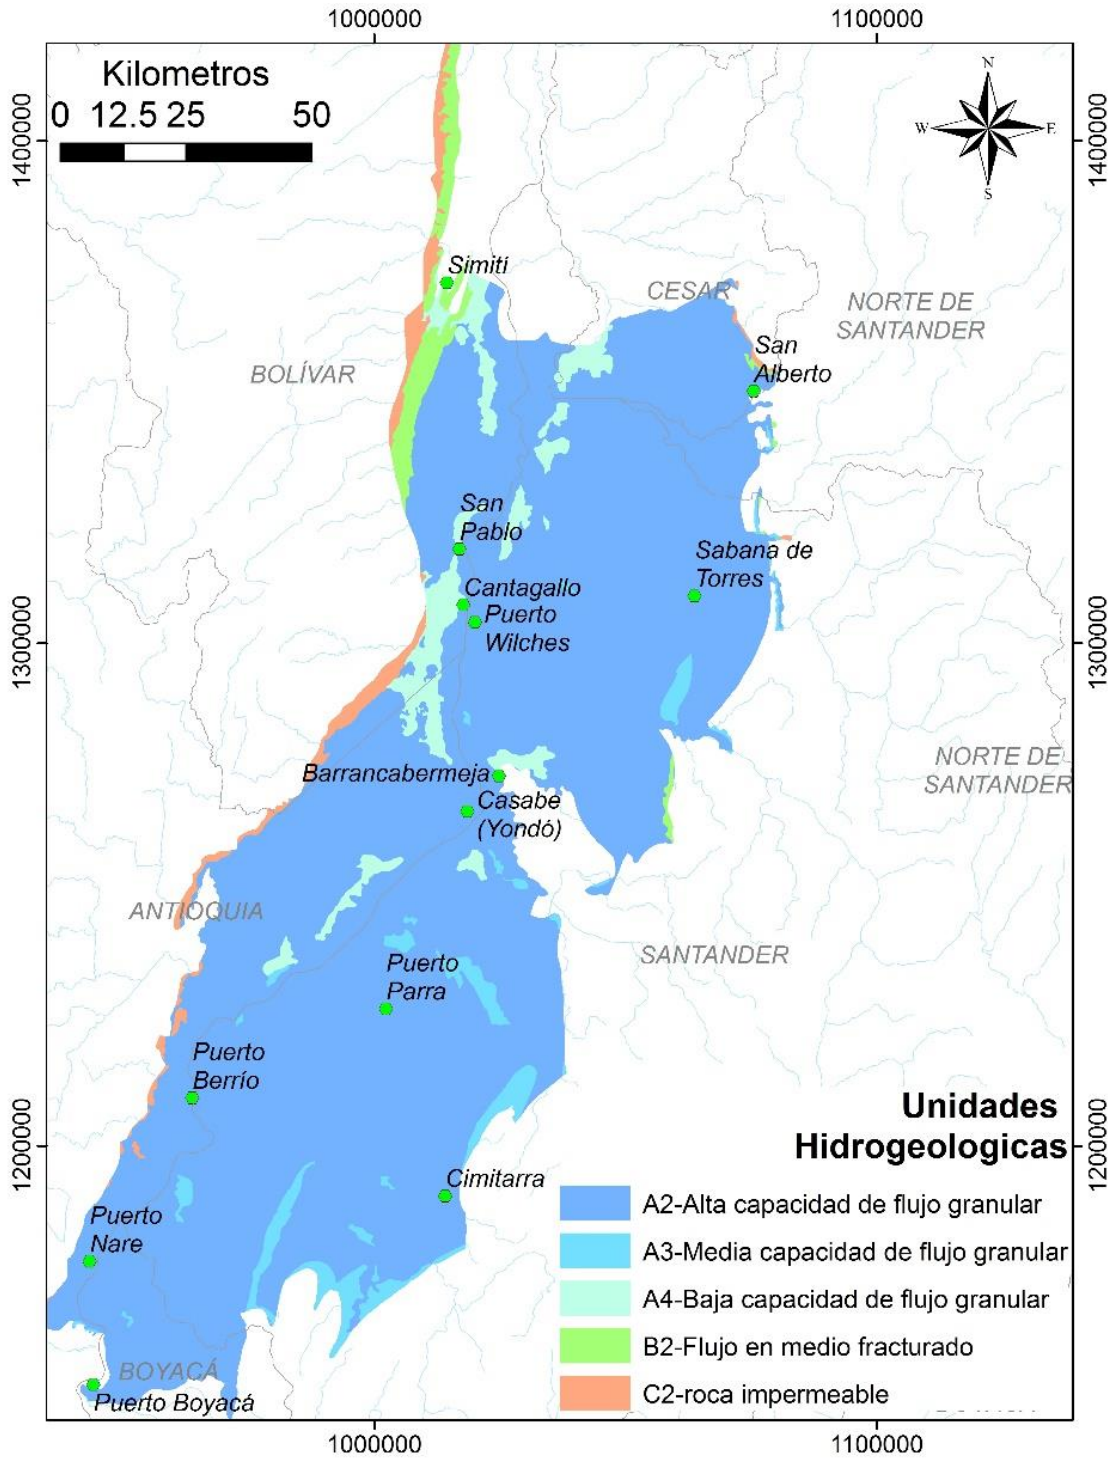 1000000
1100000
Kilometros
0 12.5 25 50
N
W
E
S
1400000
1400000
Simití
CESAR
NORTE DE
SANTANDER
San
Alberto
BOLÍVAR
San
Pablo
Sabana de
Torres
Cantagallo
Puerto
Wilches
1300000
1300000
NORTE DE
SANTANDER
Barrancabermeja
Casabe
(Yondó)
ANTIOQUIA
SANTANDER
Puerto
Parra
Puerto
Berrío
Unidades
Hidrogeologicas
1200000
1200000
Cimitarra
A2-Alta capacidad de flujo granular
Puerto
Nare
A3-Media capacidad de flujo granular
A4-Baja capacidad de flujo granular
B2-Flujo en medio fracturado
BOYACÁ
C2-roca impermeable
Puerto Boyacá
1000000
1100000